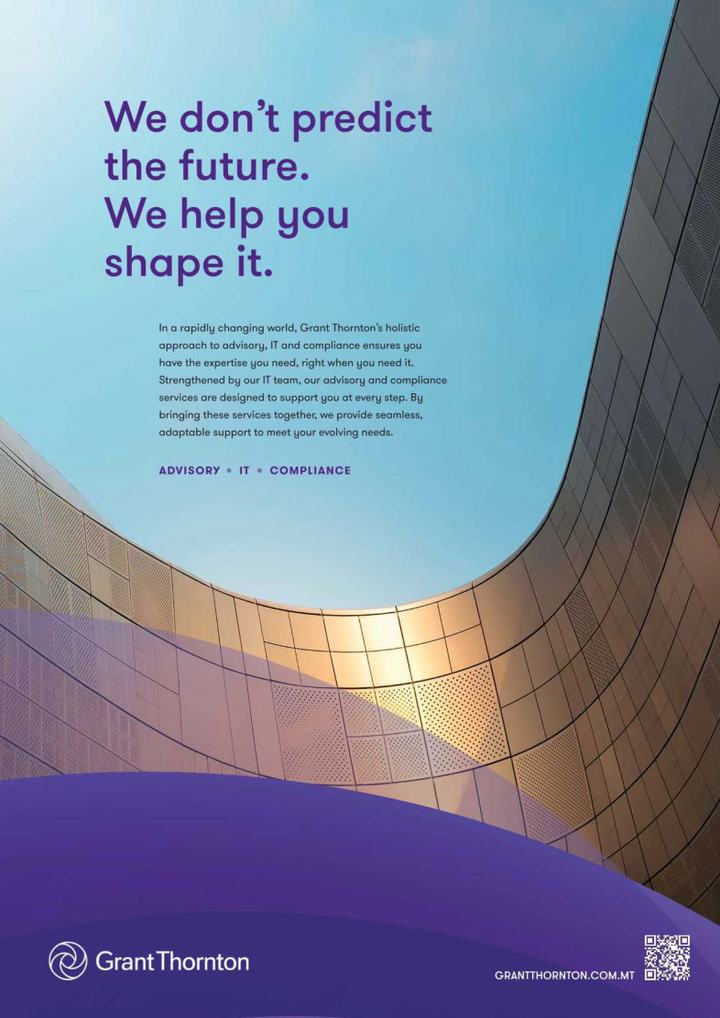 We don’t predict
the future.
We help you
shape it.
In a rapidly changing world, Grant Thornton’s holistic
approach to advisory, IT and compliance ensures you
have the expertise you need, right when you need it.
Strengthened by our IT team, our advisory and compliance
services are designed to support you at every step. By
bringing these services together, we provide seamless,
adaptable support to meet your evolving needs.
ADVISORY • IT • COMPLIANCE
GrantThornton
GRANTTHORNTON.COM.MT